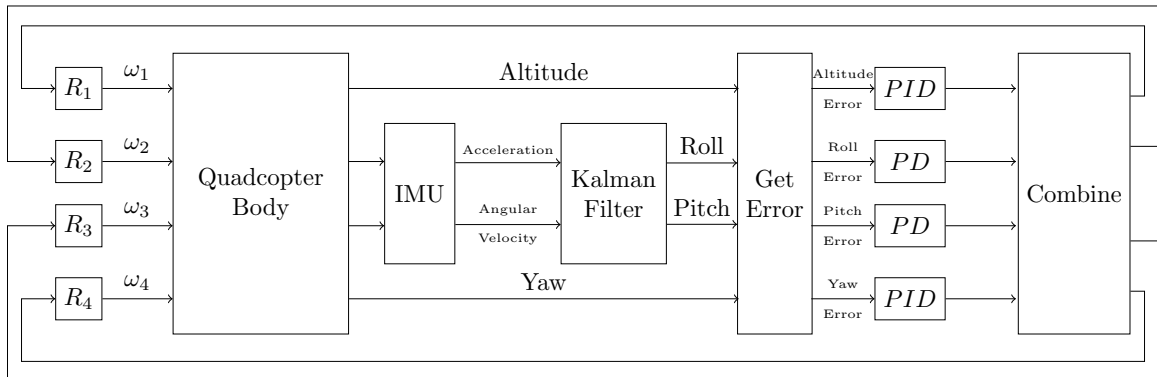 R₁
ω₁
R₂
ω₂
R₃
ω₃
R₄
ω₄
Quadcopter
Body
Altitude
IMU
Acceleration
Angular
Velocity
Kalman
Filter
Roll
Pitch
Yaw
Get
Error
Altitude
Error
Roll
Error
Pitch
Error
Yaw
Error
PID
PD
PD
PID
Combine